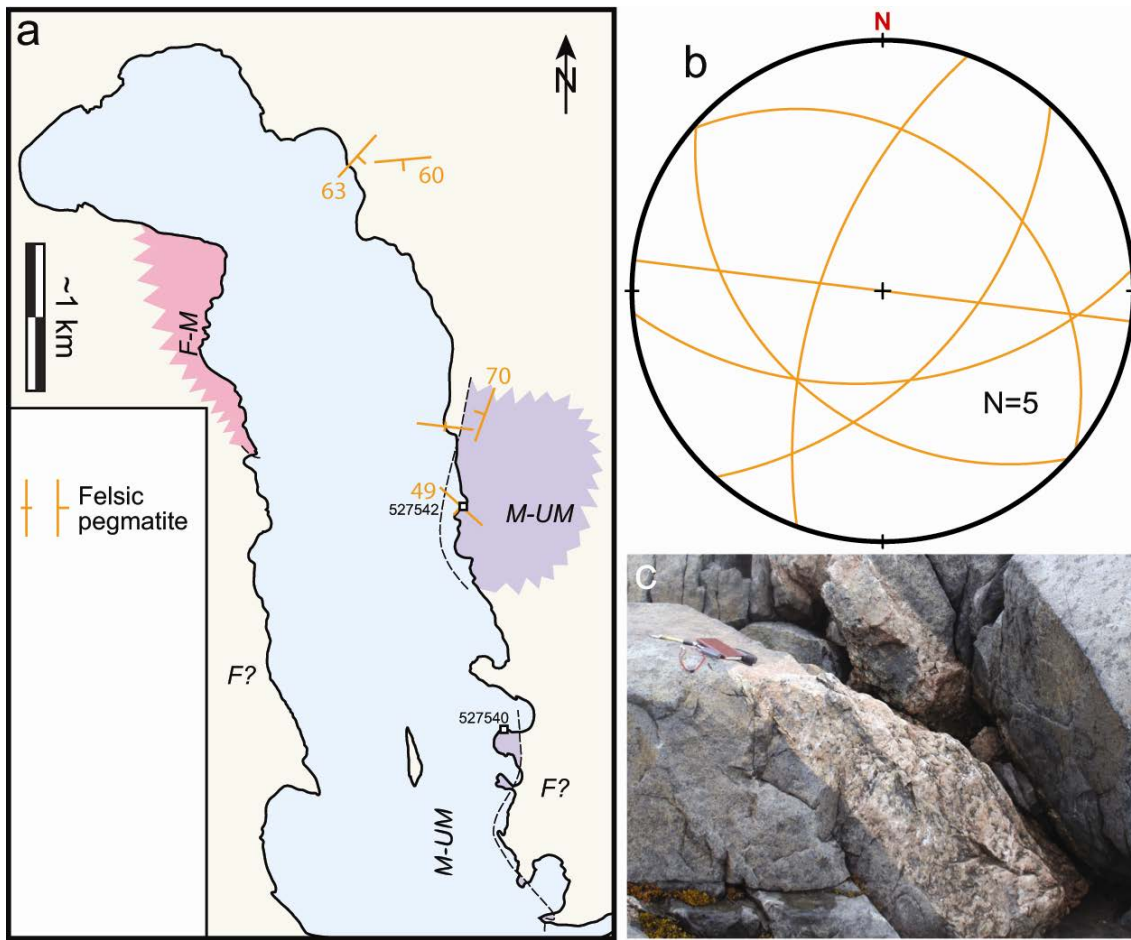 a
N
63
60
~1 km
F-M
70
49
527542
M-UM
Felsic
pegmatite
F?
527540
F?
M-UM
b
N
N=5
c